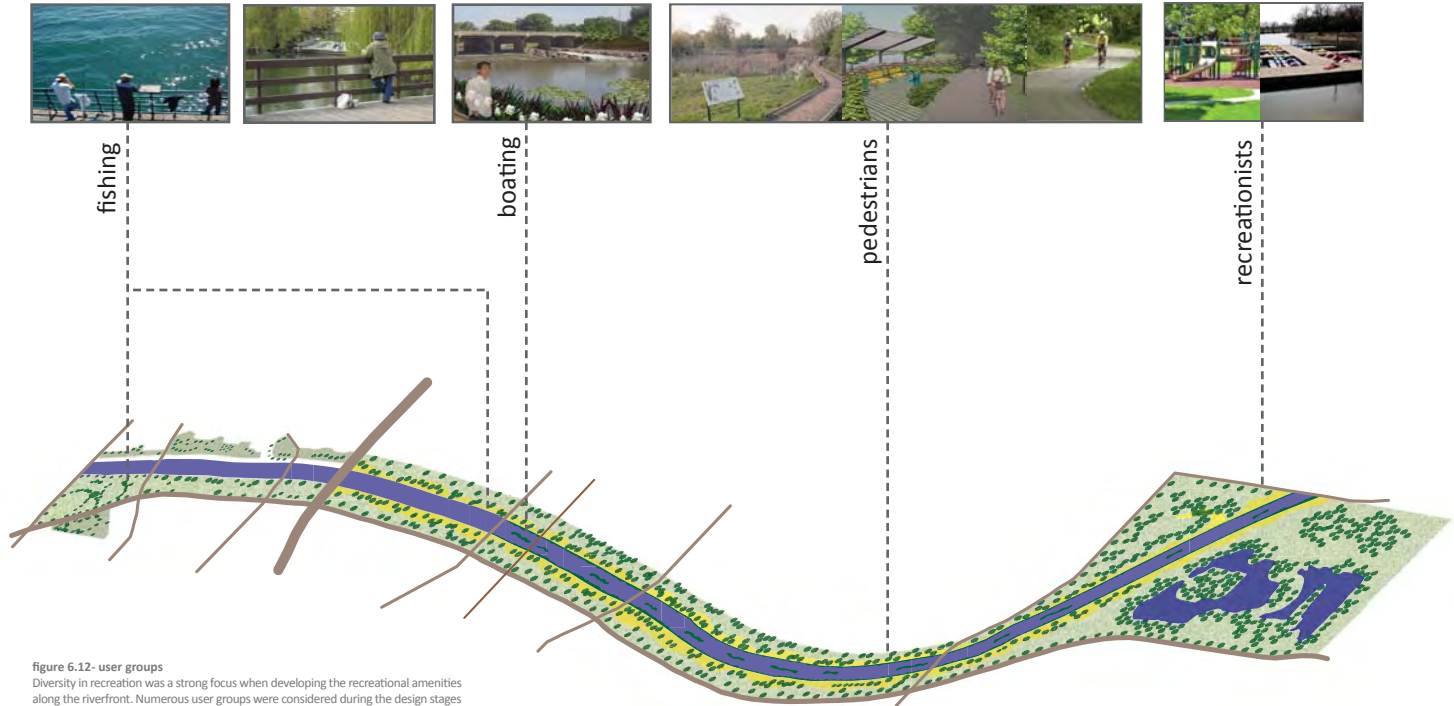 fishing
boating
pedestrians
recreationists
figure 6.12- user groups
Diversity in recreation was a strong focus when developing the recreational amenities
along the riverfront. Numerous user groups were considered during the design stages